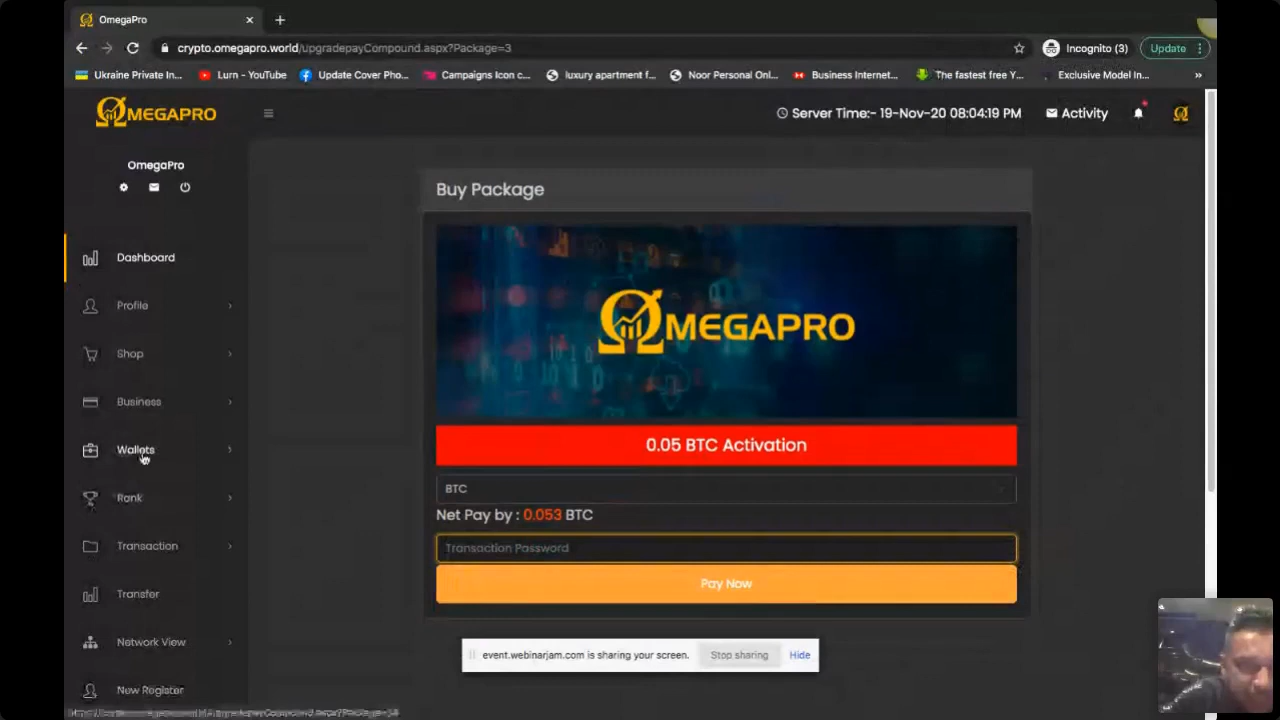 OmegaPro
crypto.omegapro.world/UpgradepayCompound.aspx?Package=3
Incognito (3)
Update
Ukraine Private In...
Lurn - YouTube
Update Cover Pho...
Campaigns Icon c...
luxury apartment f...
Noor Personal Onl...
Business Internet...
The fastest free Y...
Exclusive Model In...
»
ΩMEGAPRO
Server Time:- 19-Nov-20 08:04:19 PM
Activity
OmegaPro
Dashboard
Profile
Shop
Business
Wallets
Rank
Transaction
Transfer
Network View
New Register
Buy Package
ΩMEGAPRO
0.05 BTC Activation
BTC
Net Pay by : 0.053 BTC
Transaction Password
Pay Now
event.webinarjam.com is sharing your screen.
Stop sharing
Hide